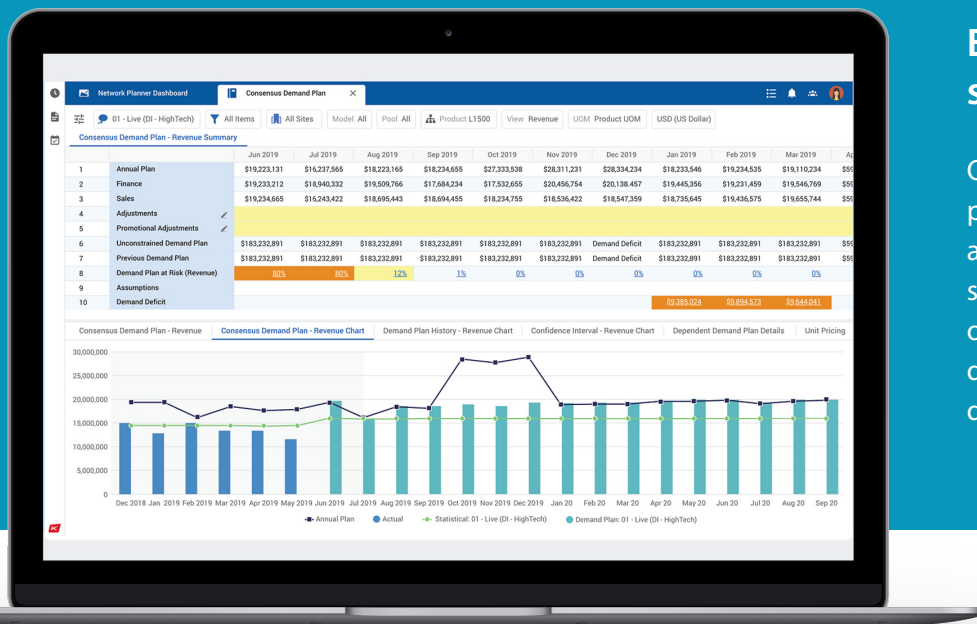 Network Planner Dashboard Consensus Demand Plan ×
01 - Live (DI - HighTech) All Items All Sites Model All Pool All Product L1500 View Revenue UOM Product UOM USD (US Dollar)
Consensus Demand Plan - Revenue Summary
Jun 2019 Jul 2019 Aug 2019 Sep 2019 Oct 2019 Nov 2019 Dec 2019 Jan 2019 Feb 2019 Mar 2019 Ap
1 Annual Plan $19,223,131 $16,237,565 $18,223,165 $18,234,655 $27,333,538 $28,311,231 $28,334,234 $18,233,546 $19,234,535 $19,110,234 $59
2 Finance $19,233,212 $18,940,332 $19,509,766 $17,684,234 $17,532,655 $20,456,754 $20,138.457 $19,445,356 $19,231,459 $19,546,769 $59
3 Sales $19,234,665 $16,243,422 $18,695,443 $18,694,455 $18,234,755 $18,536,422 $18,547,359 $18,735,645 $19,436,575 $19,655,744 $59
4 Adjustments
5 Promotional Adjustments
6 Unconstrained Demand Plan $183,232,891 $183,232,891 $183,232,891 $183,232,891 $183,232,891 $183,232,891 Demand Deficit $183,232,891 $183,232,891 $183,232,891 $59
7 Previous Demand Plan $183,232,891 $183,232,891 $183,232,891 $183,232,891 $183,232,891 $183,232,891 Demand Deficit $183,232,891 $183,232,891 $183,232,891 $59
8 Demand Plan at Risk (Revenue) 80% 80% 12% 1% 0% 0% 0% 0% 0% 0%
9 Assumptions
10 Demand Deficit $9,385,024 $9,894,573 $9,644,041
Consensus Demand Plan - Revenue Consensus Demand Plan - Revenue Chart Demand Plan History - Revenue Chart Confidence Interval - Revenue Chart Dependent Demand Plan Details Unit Pricing
30,000,000
25,000,000
20,000,000
15,000,000
10,000,000
5,000,000
0
Dec 2018 Jan 2019 Feb 2019 Mar 2019 Apr 2019 May 2019 Jun 2019 Jul 2019 Aug 2019 Sep 2019 Oct 2019 Nov 2019 Dec 2019 Jan 20 Feb 20 Mar 20 Apr 20 May 20 Jun 20 Jul 20 Aug 20 Sep 20
Annual Plan Actual Statistical: 01 - Live (DI - HighTech) Demand Plan: 01 - Live (DI - HighTech)